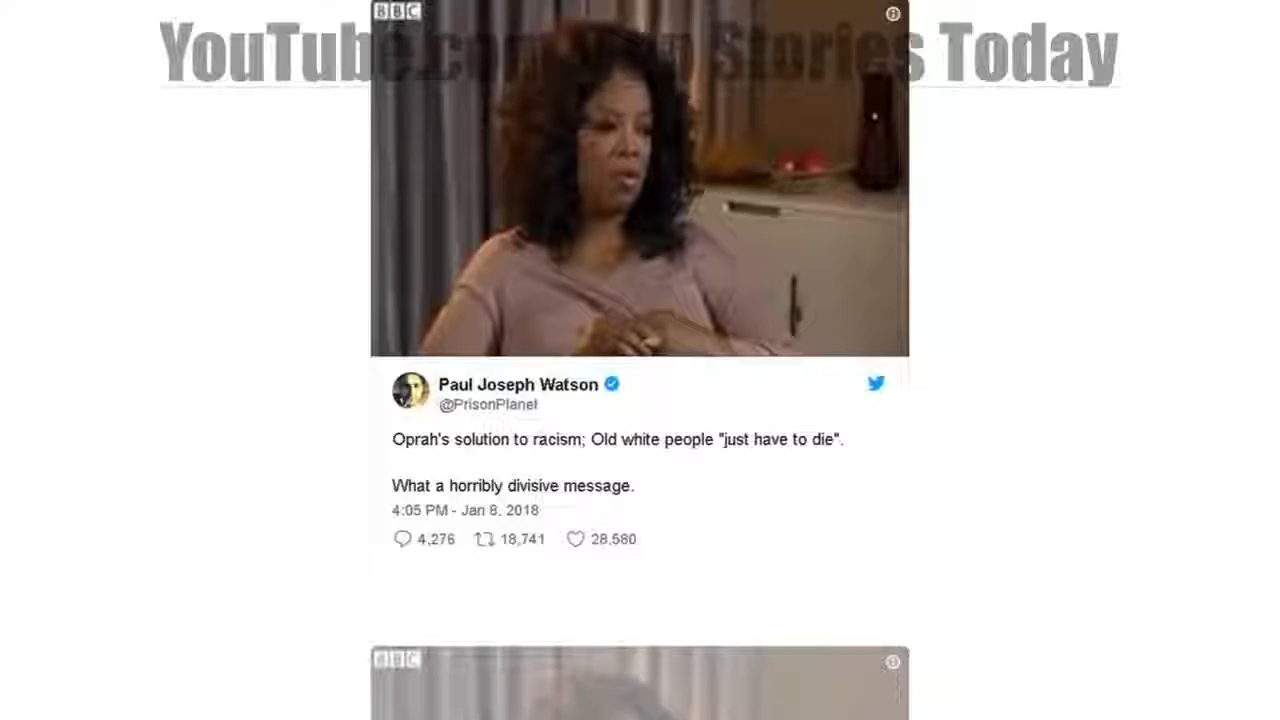 BBC
YouTube.com Stories Today
Paul Joseph Watson
@PrisonPlanet
Oprah's solution to racism; Old white people "just have to die".
What a horribly divisive message.
4:05 PM - Jan 8, 2018
4,276 18,741 28,580
BBC